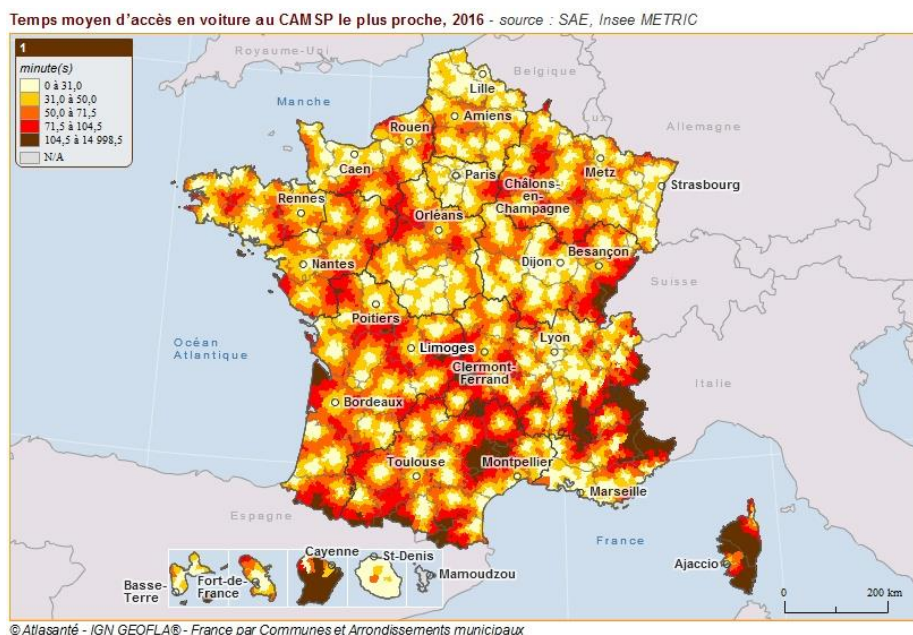 Temps moyen d'accès en voiture au CAMSP le plus proche, 2016 - source : SAE, Insee METRIC
1
minute(s)
0 à 31,0
31,0 à 50,0
50,0 à 71,5
71,5 à 104,5
104,5 à 14 998,5
N/A
Royaume-Uni
Belgique
Lille
Manche
Lux
Allemagne
Amiens
Rouen
Caen
Paris
Metz
Strasbourg
Châlons-
en-
Champagne
Rennes
Orléans
Nantes
Dijon
Besançon
Suisse
Poitiers
Océan
Atlantique
Limoges
Lyon
Clermont-
Ferrand
Italie
Bordeaux
Toulouse
Montpellier
Marseille
Espagne
France
Ajaccio
Basse-
Terre
Fort-de-
France
Cayenne
St-Denis
Mamoudzou
0
200 km
©Atlasanté - IGN GEOFLA® - France par Communes et Arrondissements municipaux